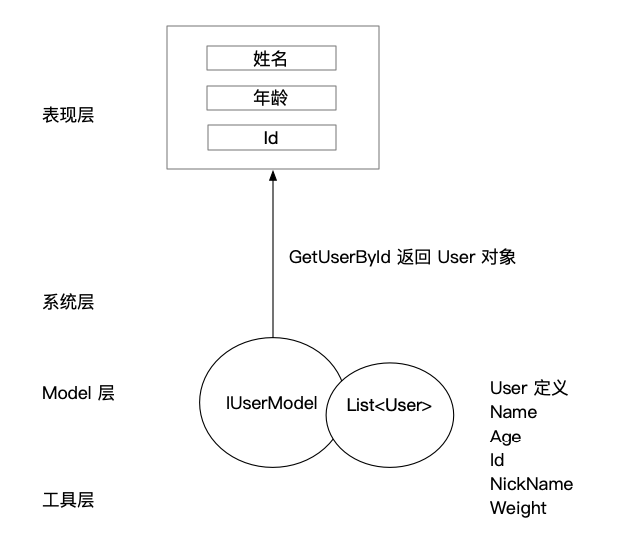 姓名
年龄
Id
表现层
GetUserById 返回 User 对象
系统层
Model 层
IUserModel
List<User>
User 定义
Name
Age
Id
NickName
Weight
工具层